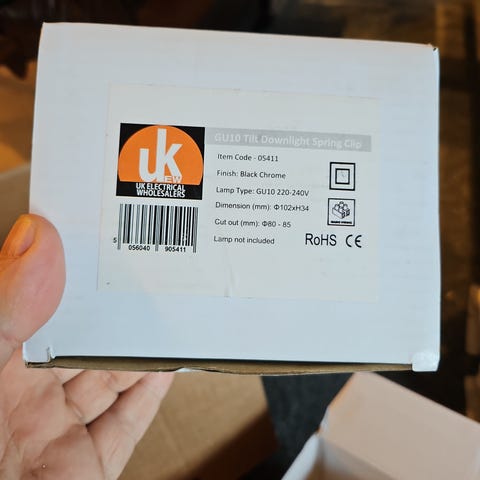 uk
EW
UK ELECTRICAL
WHOLESALERS
5 056040 905411
GU10 Tilt Downlight Spring Clip
Item Code - 05411
Finish: Black Chrome
Lamp Type: GU10 220-240V
Dimension (mm): Φ102xH34
Cut out (mm): Φ80 - 85
Lamp not included
RoHS CE